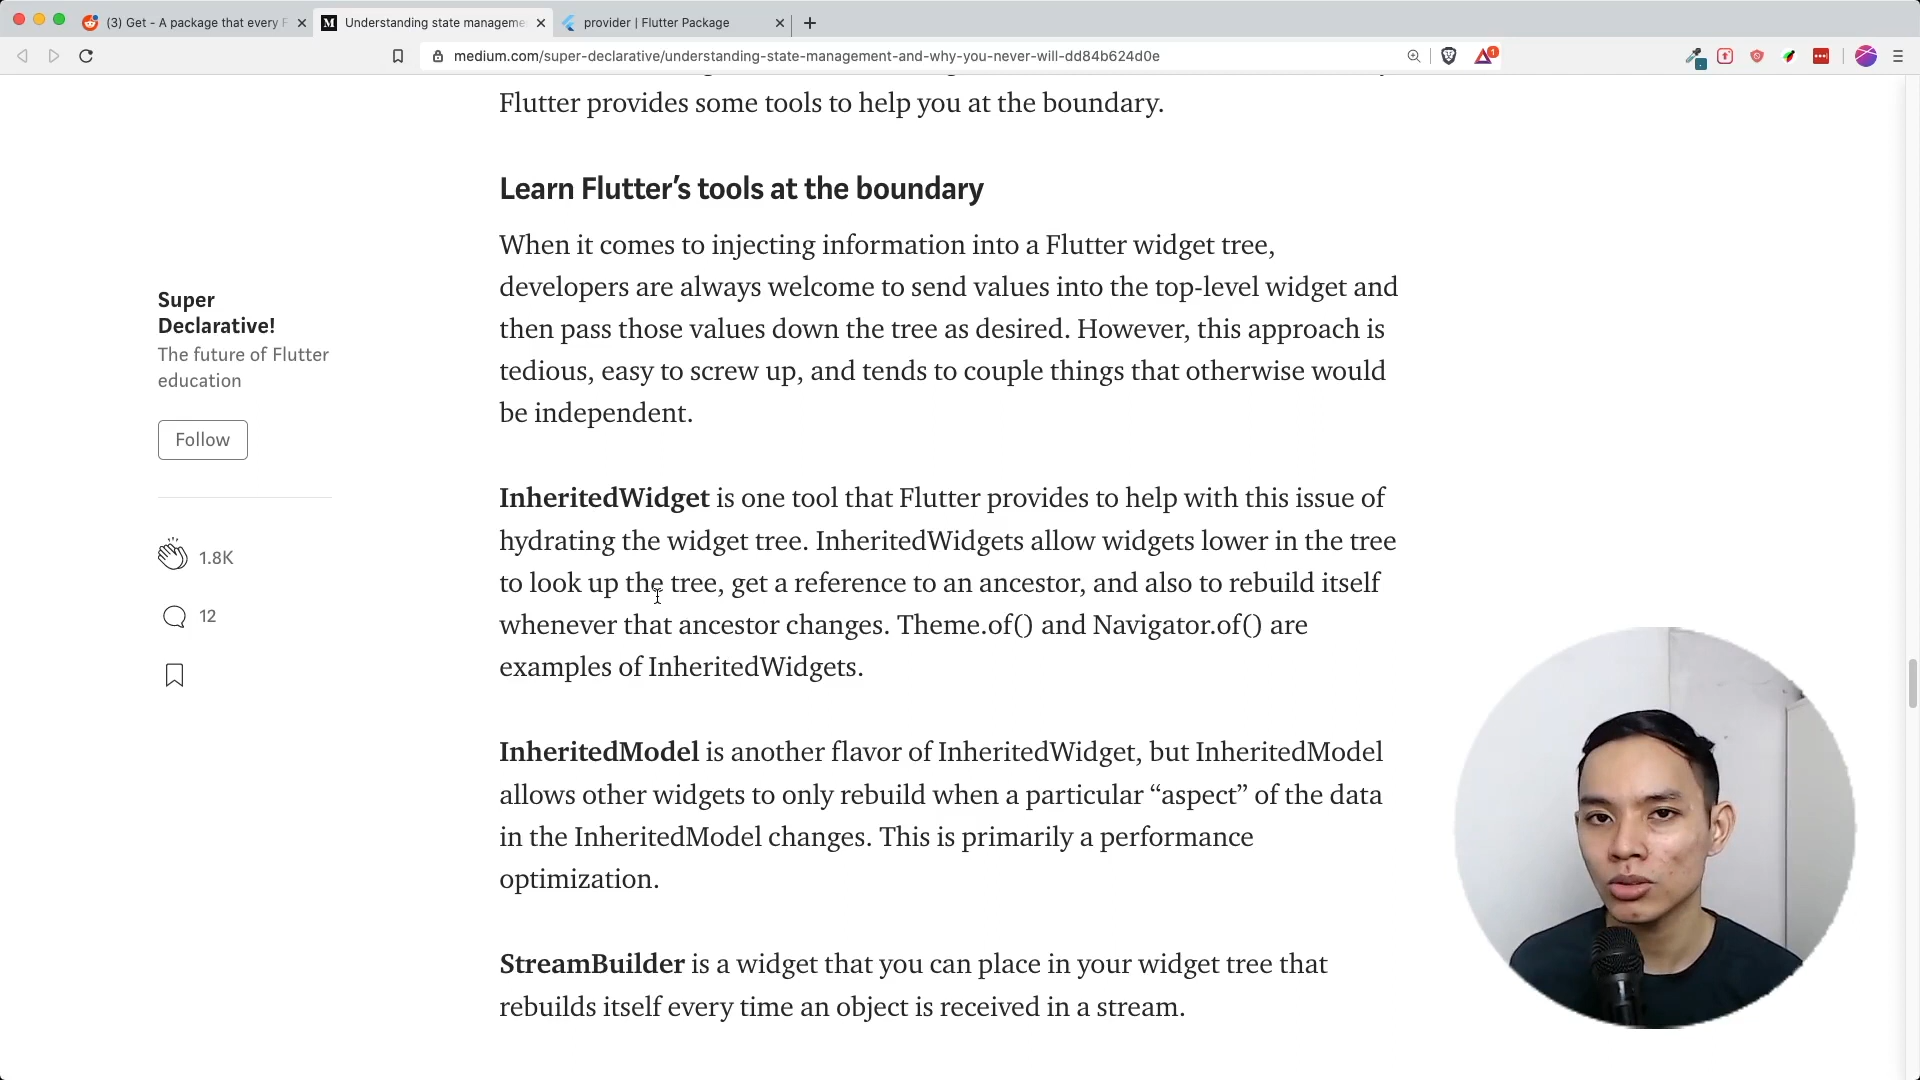 (3) Get - A package that every F
Understanding state manageme
provider | Flutter Package
medium.com/super-declarative/understanding-state-management-and-why-you-never-will-dd84b624d0e
1
Flutter provides some tools to help you at the boundary.
Learn Flutter’s tools at the boundary
When it comes to injecting information into a Flutter widget tree,
developers are always welcome to send values into the top-level widget and
then pass those values down the tree as desired. However, this approach is
tedious, easy to screw up, and tends to couple things that otherwise would
be independent.
Super
Declarative!
The future of Flutter
education
Follow
1.8K
12
InheritedWidget is one tool that Flutter provides to help with this issue of
hydrating the widget tree. InheritedWidgets allow widgets lower in the tree
to look up the tree, get a reference to an ancestor, and also to rebuild itself
whenever that ancestor changes. Theme.of() and Navigator.of() are
examples of InheritedWidgets.
InheritedModel is another flavor of InheritedWidget, but InheritedModel
allows other widgets to only rebuild when a particular “aspect” of the data
in the InheritedModel changes. This is primarily a performance
optimization.
StreamBuilder is a widget that you can place in your widget tree that
rebuilds itself every time an object is received in a stream.